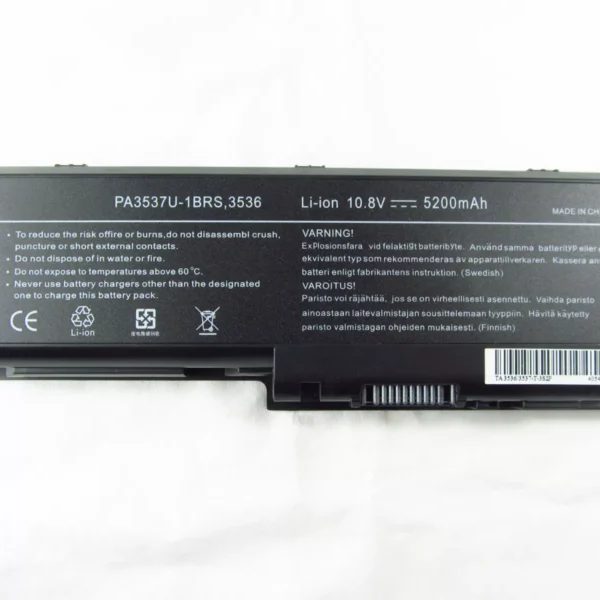 PA3537U-1BRS,3536
Li-ion 10.8V 5200mAh
MADE IN CH
• To reduce the risk offire or burns,do not disassembl crush,
puncture or short external contacts.
• Do not dispose of in water or fire.
• Do not expose to temperatures above 60℃.
• Never use battery chargers other than the designated
one to charge this battery pack.
CE
Li-ion
VARNING!
Explosionsfara vid felaktigt batteribyte. Använd samma batterityp e
ekvivalent typ som rekommenderas av apparattillverkaren. Kassera an
batteri enligt fabrikantens instruktion. (Swedish)
VAROITUS!
Paristo voi räjähtää, jos se on virheellisesti asennettu. Vaihda paristo
ainoastaan laitevalmistajan sousittelemaan tyyppiin. Hävitä käytetty
paristo valmistagan ohjeiden mukaisesti. (Finnish)
TA3536/3537-T-3S2P